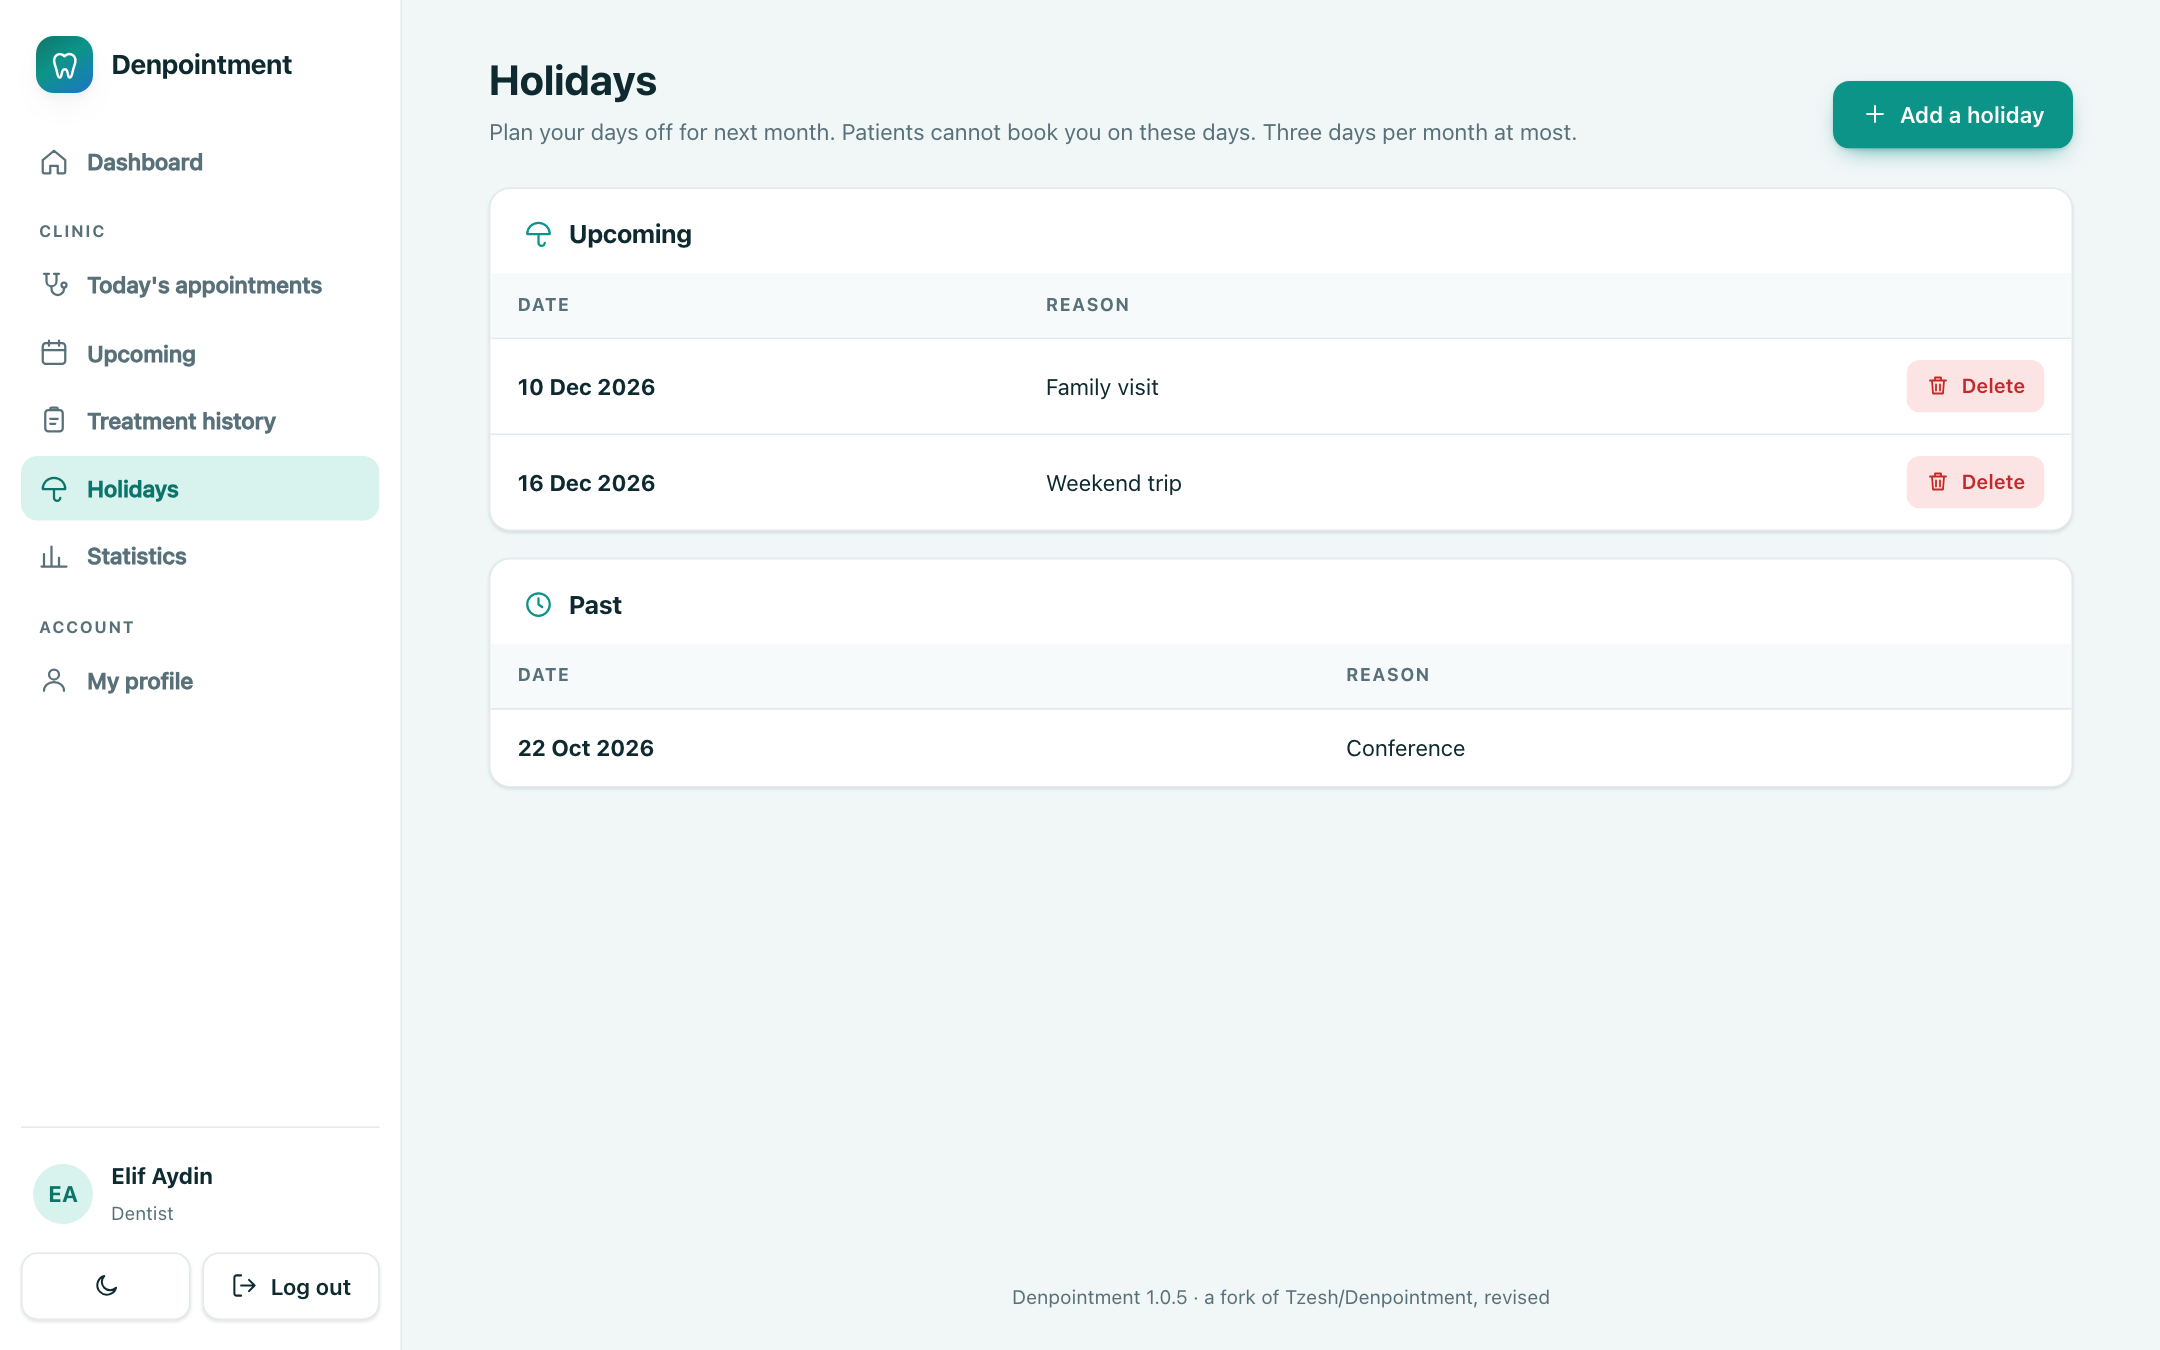 Denpointment
Dashboard
CLINIC
Today's appointments
Upcoming
Treatment history
Holidays
Statistics
ACCOUNT
My profile
EA
Elif Aydin
Dentist
Log out
Holidays
Plan your days off for next month. Patients cannot book you on these days. Three days per month at most.
Add a holiday
Upcoming
DATE REASON
10 Dec 2026 Family visit Delete
16 Dec 2026 Weekend trip Delete
Past
DATE REASON
22 Oct 2026 Conference
Denpointment 1.0.5 · a fork of Tzesh/Denpointment, revised